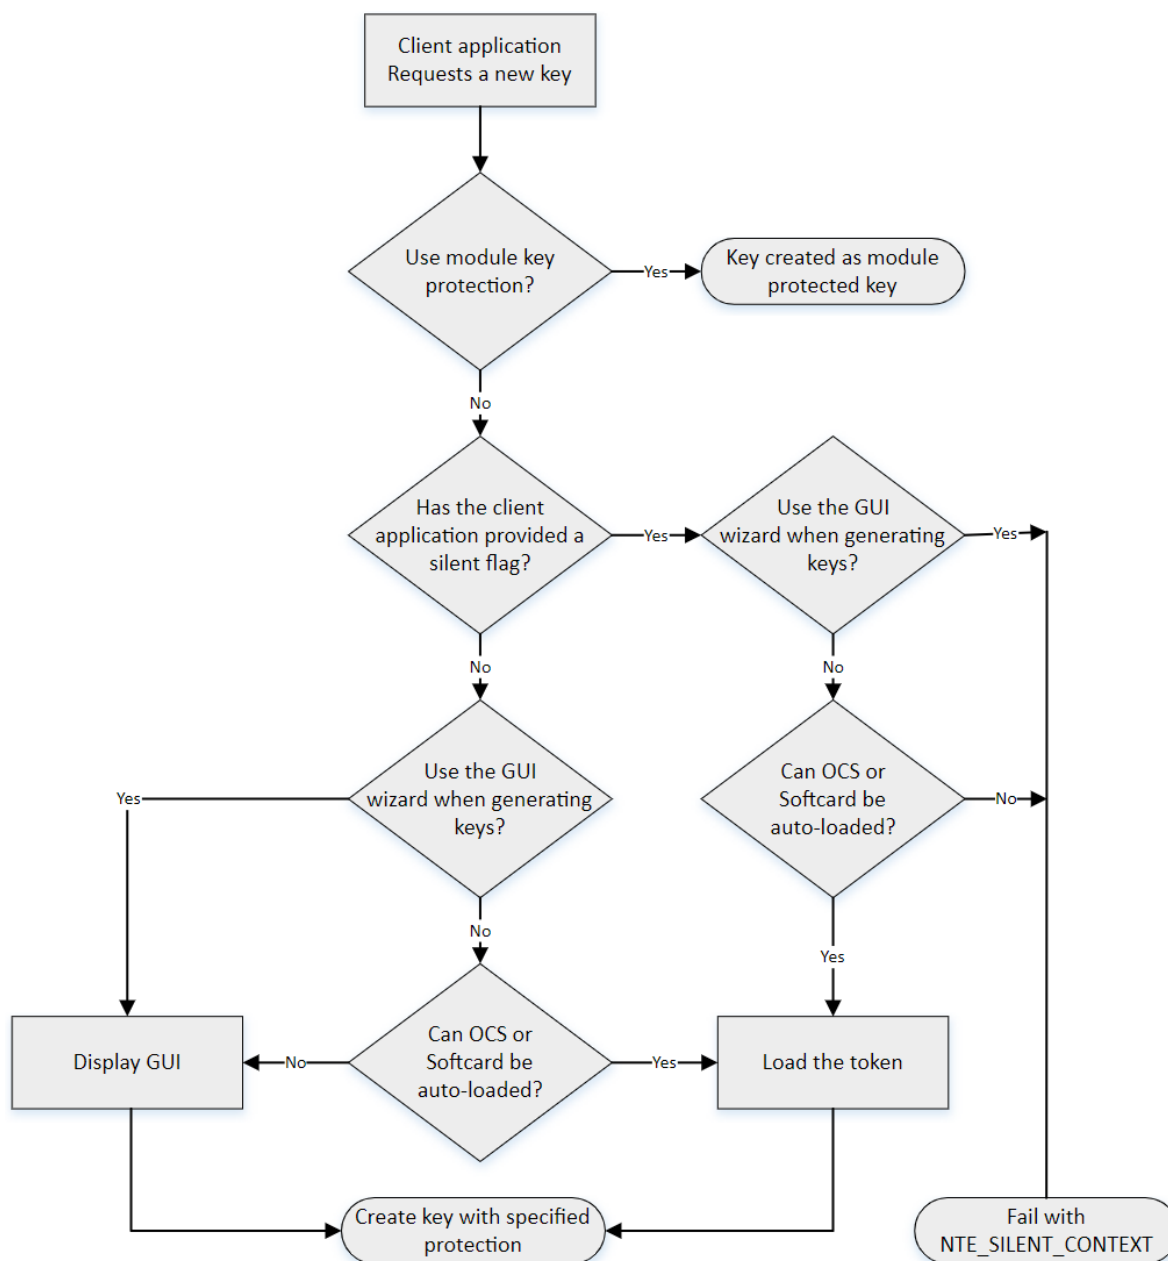 Client application
Requests a new key
Use module key
protection?
Yes
Key created as module
protected key
No
Has the client
application provided a
silent flag?
Yes
Use the GUI
wizard when generating
keys?
Yes
No
No
Use the GUI
wizard when generating
keys?
Yes
Can OCS or
Softcard be
auto-loaded?
No
No
Yes
Display GUI
No
Can OCS or
Softcard be
auto-loaded?
Yes
Load the token
Create key with specified
protection
Fail with
NTE_SILENT_CONTEXT